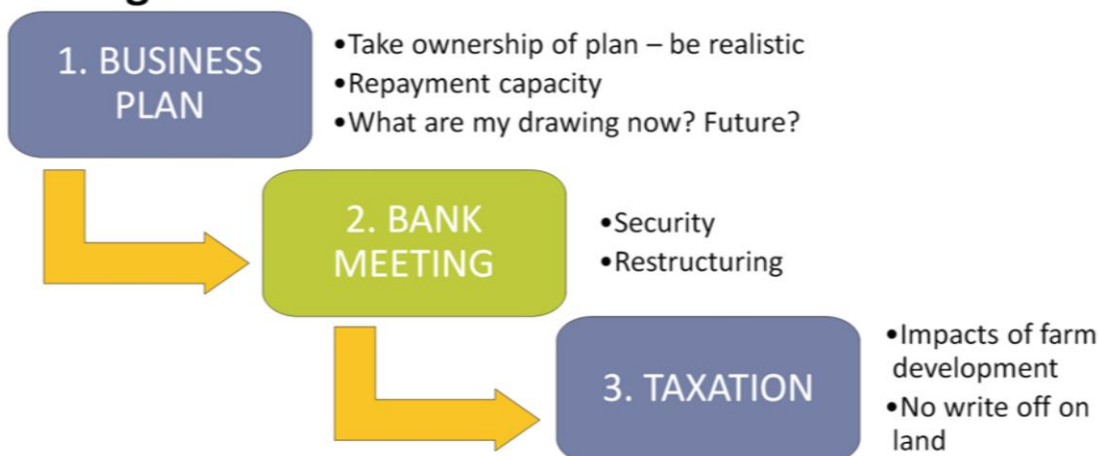 1. BUSINESS
PLAN
•Take ownership of plan – be realistic
•Repayment capacity
•What are my drawing now? Future?
2. BANK
MEETING
•Security
•Restructuring
3. TAXATION
•Impacts of farm
development
•No write off on
land